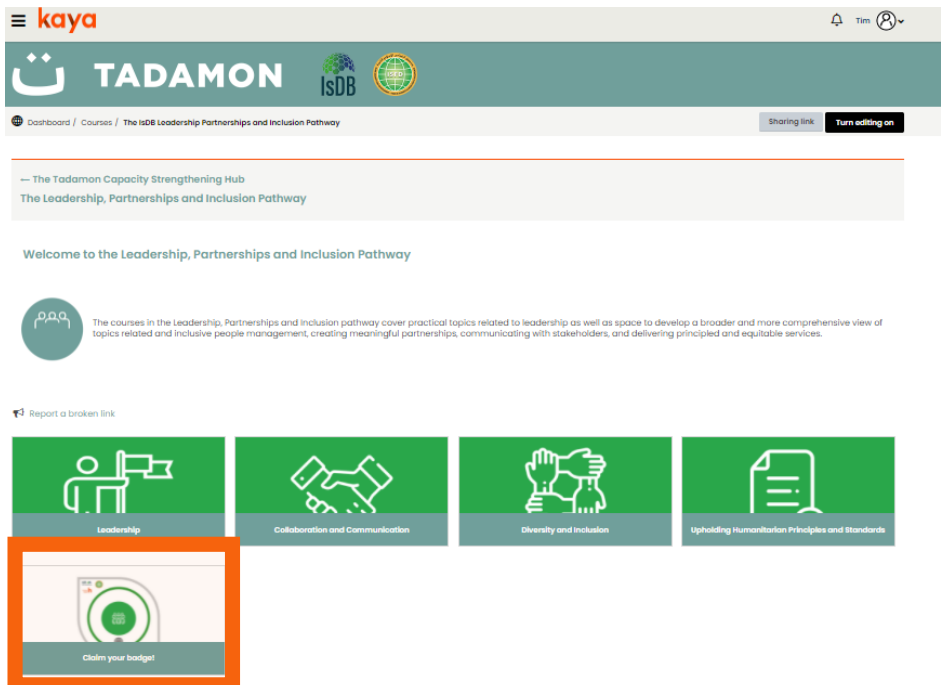 kaya
Tim
TADAMON
IsDB
ISFD
Dashboard / Courses / The IsDB Leadership Partnerships and Inclusion Pathway
Sharing link
Turn editing on
← The Tadamon Capacity Strengthening Hub
The Leadership, Partnerships and Inclusion Pathway
Welcome to the Leadership, Partnerships and Inclusion Pathway
The courses in the Leadership, Partnerships and Inclusion pathway cover practical topics related to leadership as well as space to develop a broader and more comprehensive view of
topics related and inclusive people management, creating meaningful partnerships, communicating with stakeholders, and delivering principled and equitable services.
Report a broken link
Leadership
Collaboration and Communication
Diversity and Inclusion
Upholding Humanitarian Principles and Standards
Claim your badge!